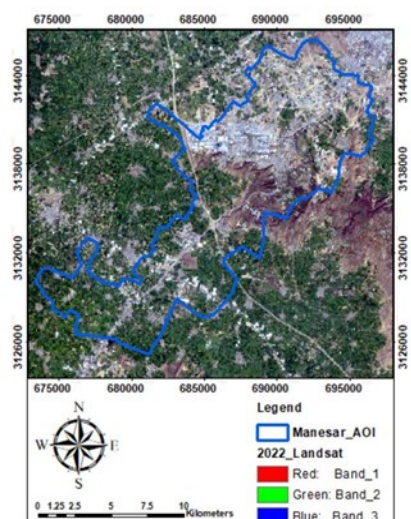 675000 680000 685000 690000 695000
3144000 3144000
3138000 3138000
3132000 3132000
3126000 3126000
675000 680000 685000 690000 695000
N
W E
S
0 1.25 2.5 5 7.5 10
Kilometers
Legend
Manesar_AOI
2022_Landsat
Red: Band_1
Green: Band_2
Blue: Band_3